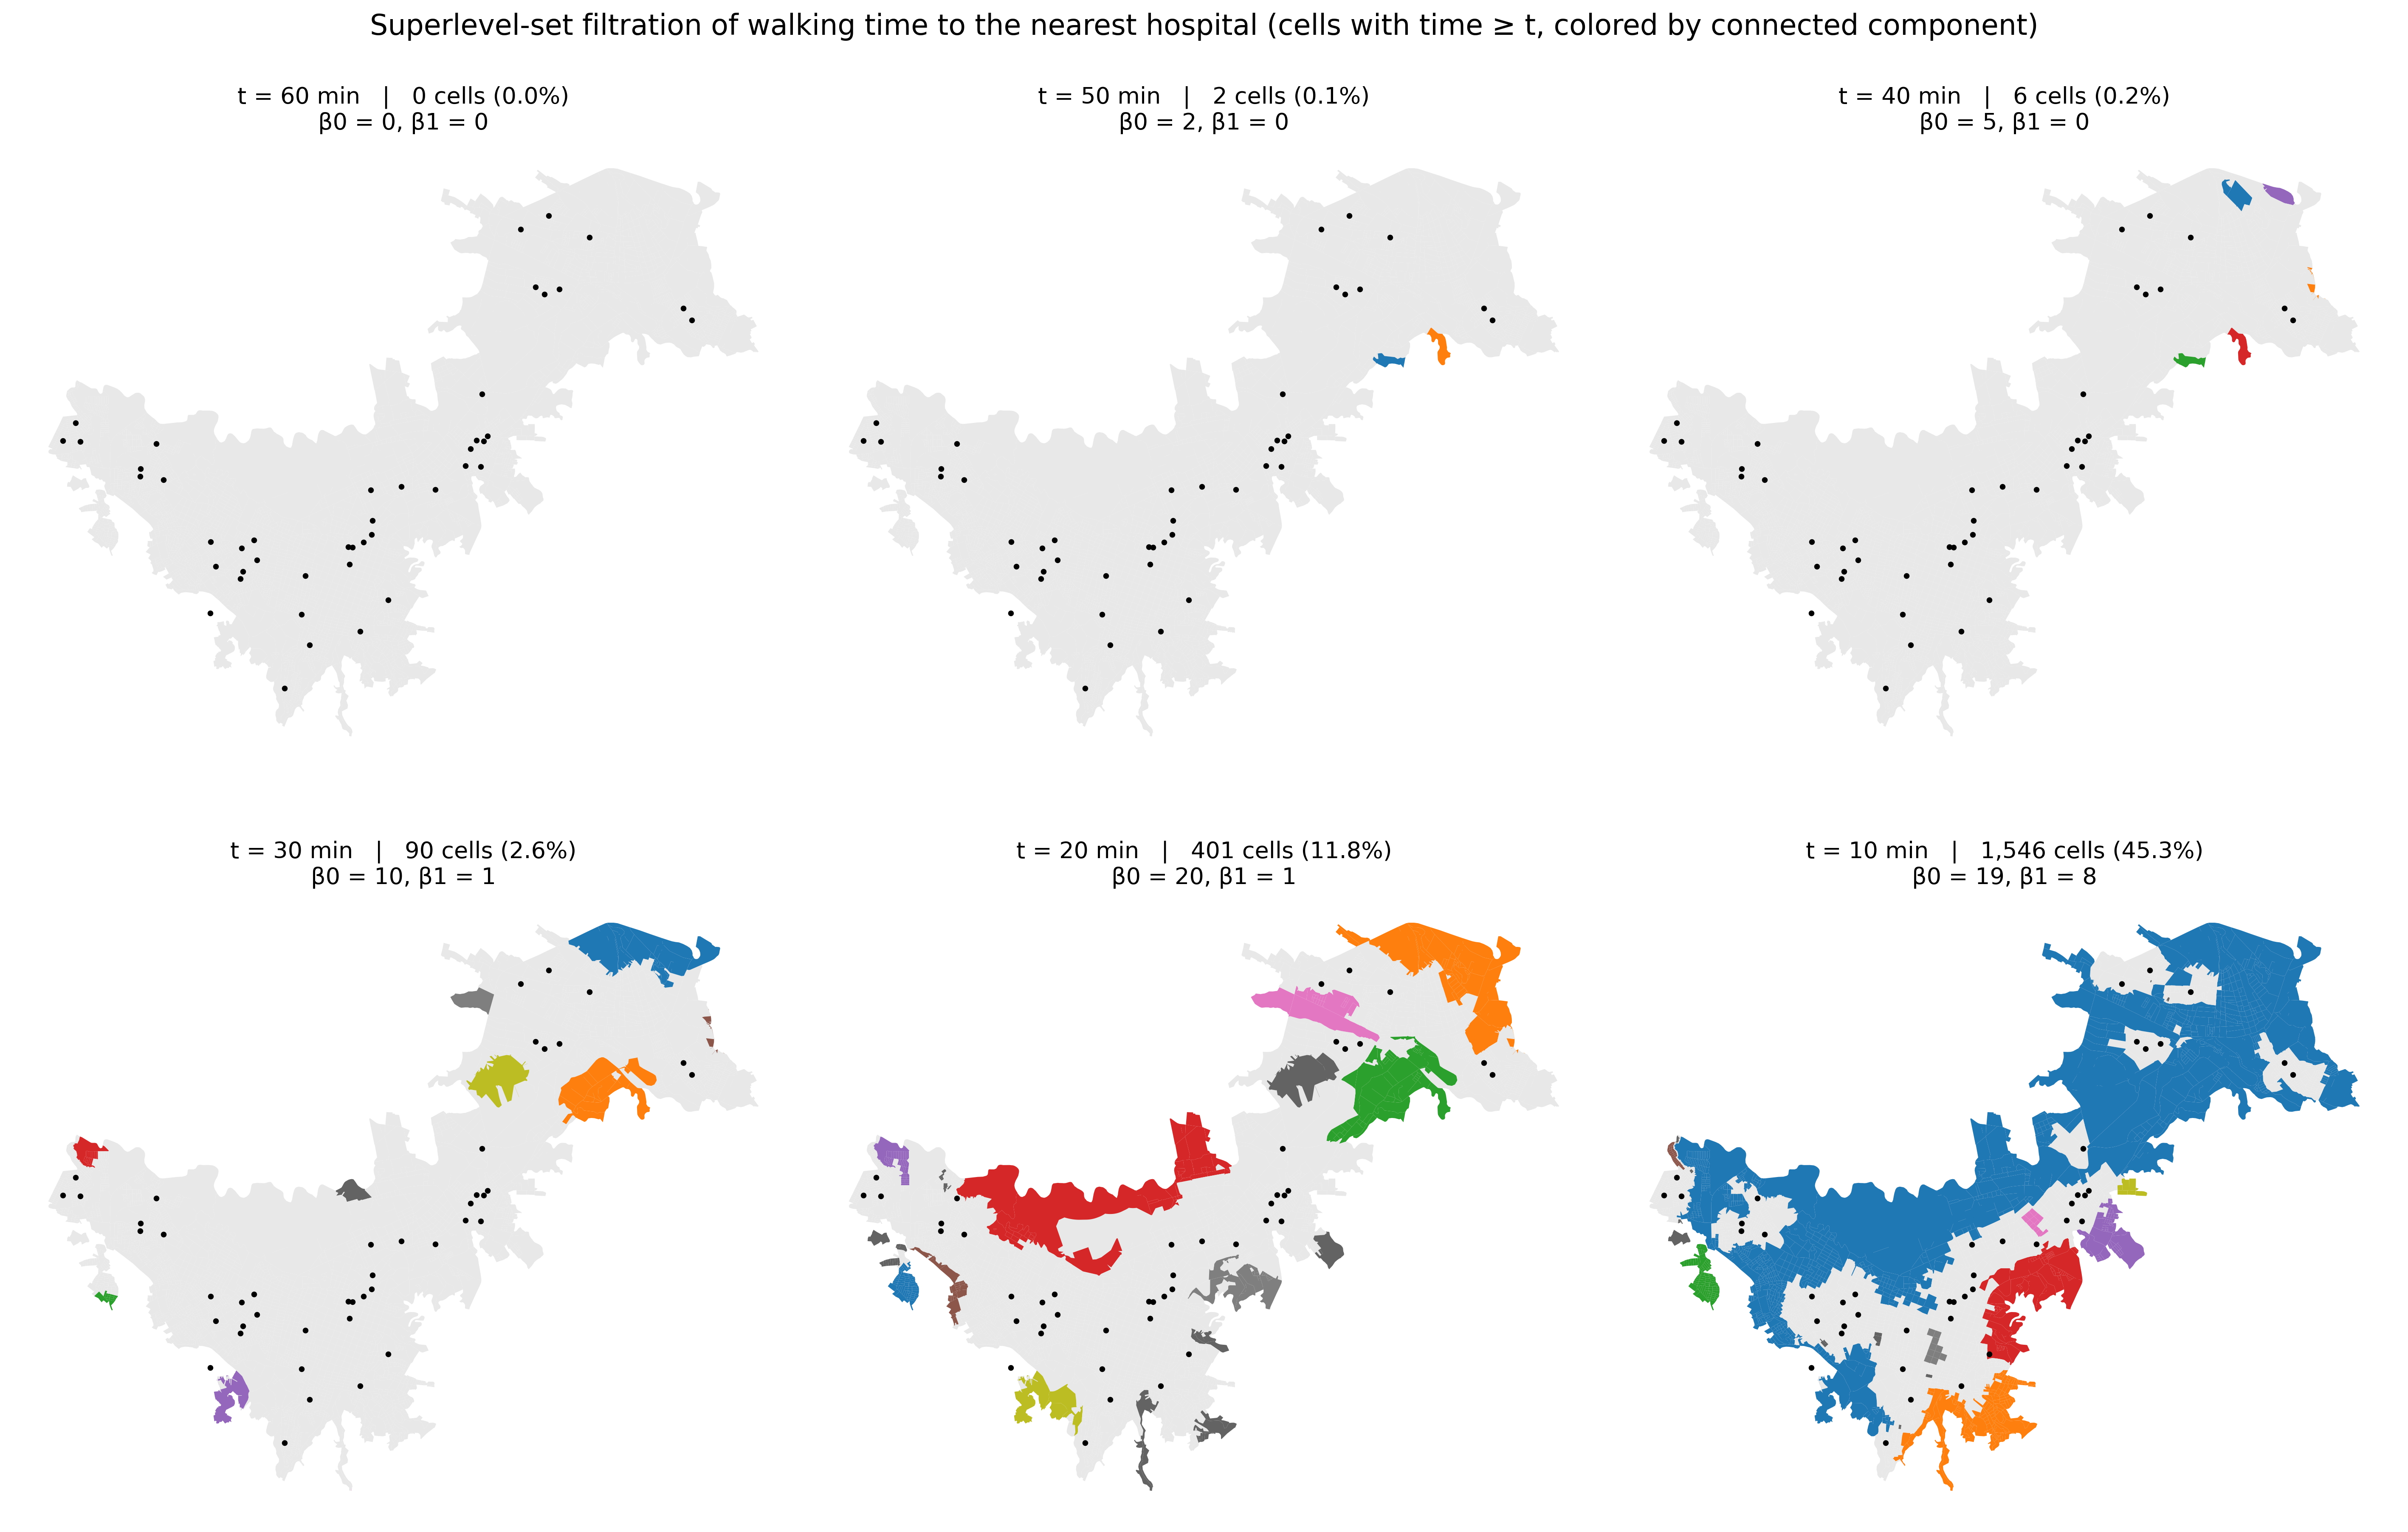 Superlevel-set filtration of walking time to the nearest hospital (cells with time ≥ t, colored by connected component)
t = 60 min | 0 cells (0.0%)
β0 = 0, β1 = 0
t = 50 min | 2 cells (0.1%)
β0 = 2, β1 = 0
t = 40 min | 6 cells (0.2%)
β0 = 5, β1 = 0
t = 30 min | 90 cells (2.6%)
β0 = 10, β1 = 1
t = 20 min | 401 cells (11.8%)
β0 = 20, β1 = 1
t = 10 min | 1,546 cells (45.3%)
β0 = 19, β1 = 8